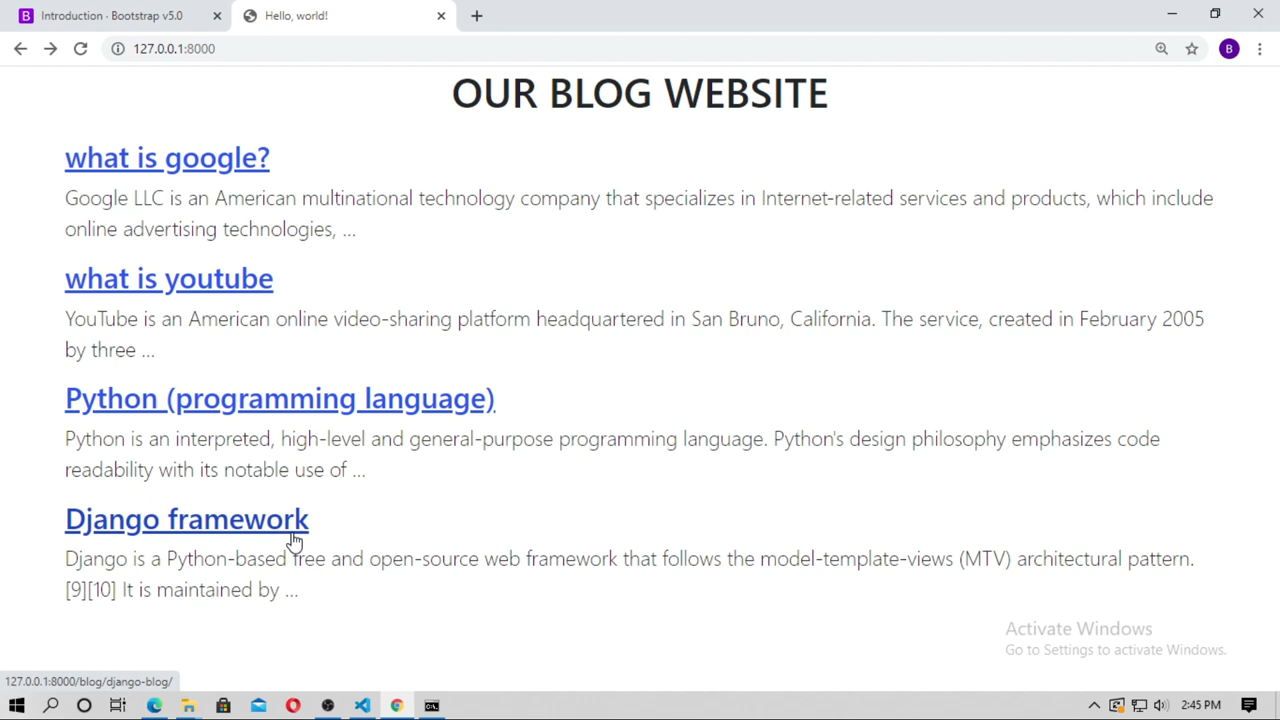 Introduction · Bootstrap v5.0
Hello, world!
127.0.0.1:8000
B
OUR BLOG WEBSITE
what is google?
Google LLC is an American multinational technology company that specializes in Internet-related services and products, which include
online advertising technologies, ...
what is youtube
YouTube is an American online video-sharing platform headquartered in San Bruno, California. The service, created in February 2005
by three ...
Python (programming language)
Python is an interpreted, high-level and general-purpose programming language. Python's design philosophy emphasizes code
readability with its notable use of ...
Django framework
Django is a Python-based free and open-source web framework that follows the model-template-views (MTV) architectural pattern.
[9][10] It is maintained by ...
Activate Windows
Go to Settings to activate Windows.
127.0.0.1:8000/blog/django-blog/
2:45 PM